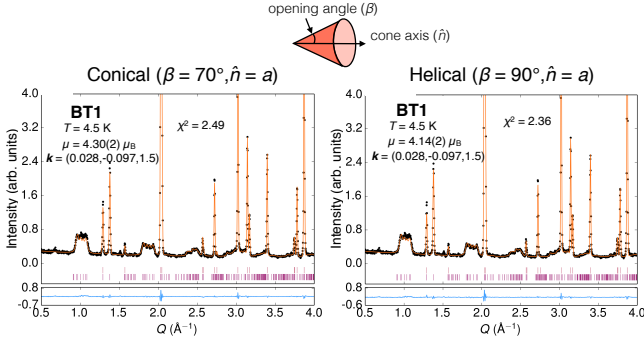 opening angle (β)
cone axis (n̂)
Conical (β = 70°, n̂ = a)
Helical (β = 90°, n̂ = a)
4.0
3.2
2.4
1.6
0.8
0.0
Intensity (arb. units)
BT1
T = 4.5 K
μ = 4.30(2) μB
k = (0.028,-0.097,1.5)
χ² = 2.49
0.8
-0.7
0.5 1.0 1.5 2.0 2.5 3.0 3.5 4.0
Q (Å⁻¹)
4.0
3.2
2.4
1.6
0.8
0.0
Intensity (arb. units)
BT1
T = 4.5 K
μ = 4.14(2) μB
k = (0.028,-0.097,1.5)
χ² = 2.36
0.8
-0.6
0.5 1.0 1.5 2.0 2.5 3.0 3.5 4.0
Q (Å⁻¹)